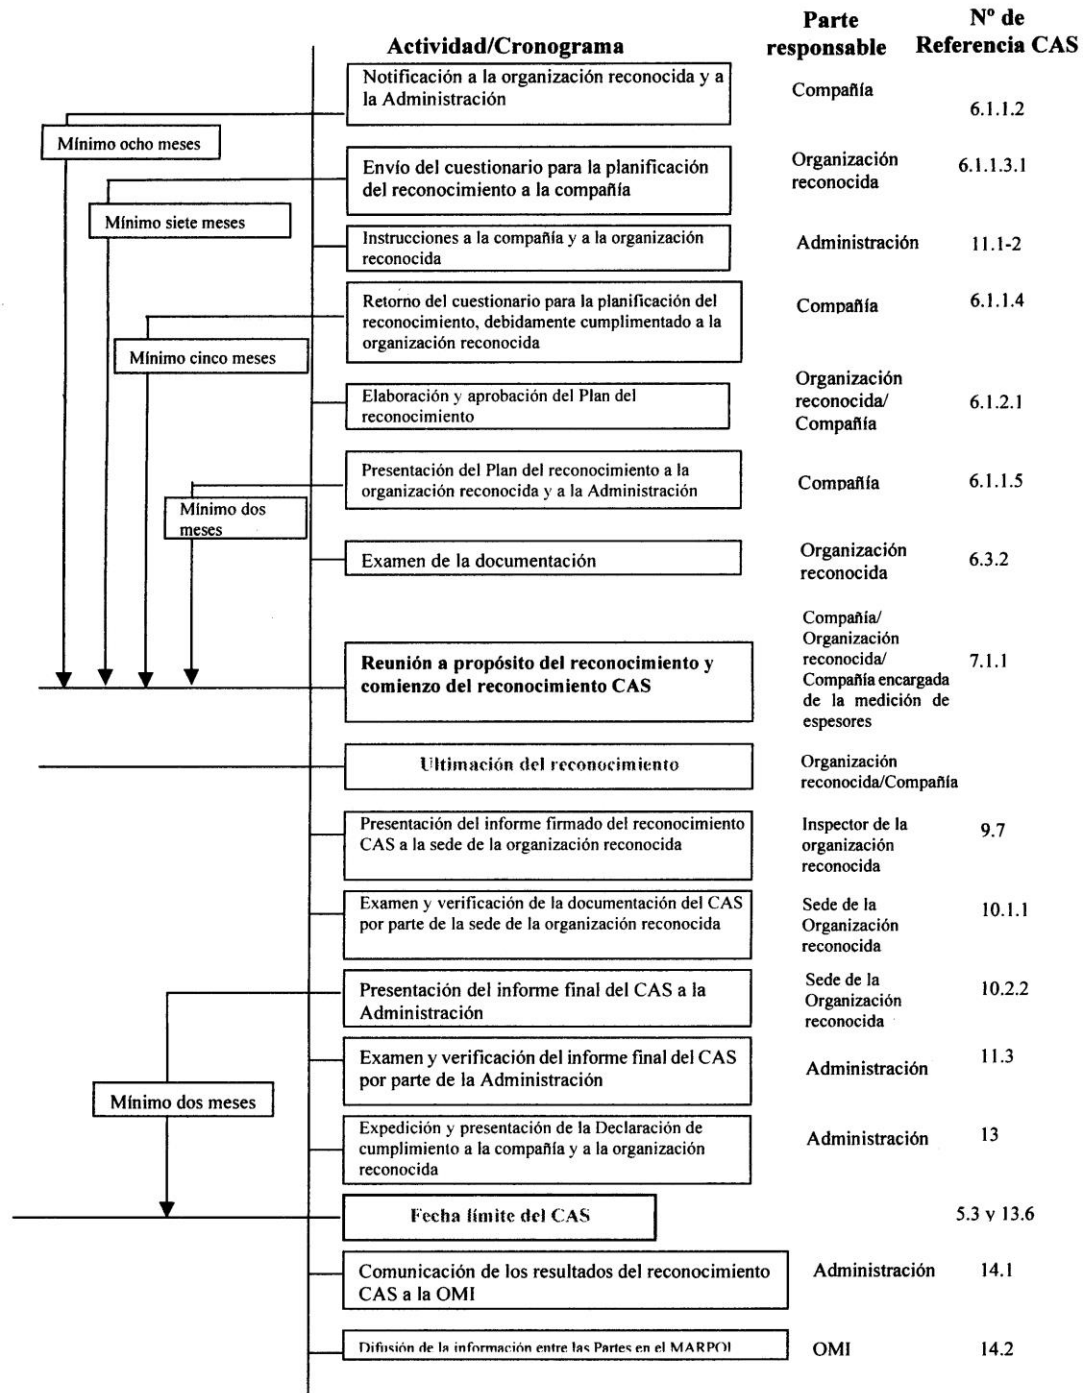 Parte
responsable
Nº de
Referencia CAS
Actividad/Cronograma
Notificación a la organización reconocida y a
la Administración
Compañía
6.1.1.2
Mínimo ocho meses
Envío del cuestionario para la planificación
del reconocimiento a la compañía
Organización
reconocida
6.1.1.3.1
Mínimo siete meses
Instrucciones a la compañía y a la organización
reconocida
Administración
11.1-2
Retorno del cuestionario para la planificación del
reconocimiento, debidamente cumplimentado a la
organización reconocida
Compañía
6.1.1.4
Mínimo cinco meses
Elaboración y aprobación del Plan del
reconocimiento
Organización
reconocida/
Compañía
6.1.2.1
Presentación del Plan del reconocimiento a la
organización reconocida y a la Administración
Compañía
6.1.1.5
Mínimo dos
meses
Examen de la documentación
Organización
reconocida
6.3.2
Reunión a propósito del reconocimiento y
comienzo del reconocimiento CAS
Compañía/
Organización
reconocida/
Compañía encargada
de la medición de
espesores
7.1.1
Ultimación del reconocimiento
Organización
reconocida/Compañía
Presentación del informe firmado del reconocimiento
CAS a la sede de la organización reconocida
Inspector de la
organización
reconocida
9.7
Examen y verificación de la documentación del CAS
por parte de la sede de la organización reconocida
Sede de la
Organización
reconocida
10.1.1
Presentación del informe final del CAS a la
Administración
Sede de la
Organización
reconocida
10.2.2
Examen y verificación del informe final del CAS
por parte de la Administración
Administración
11.3
Mínimo dos meses
Expedición y presentación de la Declaración de
cumplimiento a la compañía y a la organización
reconocida
Administración
13
Fecha límite del CAS
5.3 y 13.6
Comunicación de los resultados del reconocimiento
CAS a la OMI
Administración
14.1
Difusión de la información entre las Partes en el MARPOL
OMI
14.2